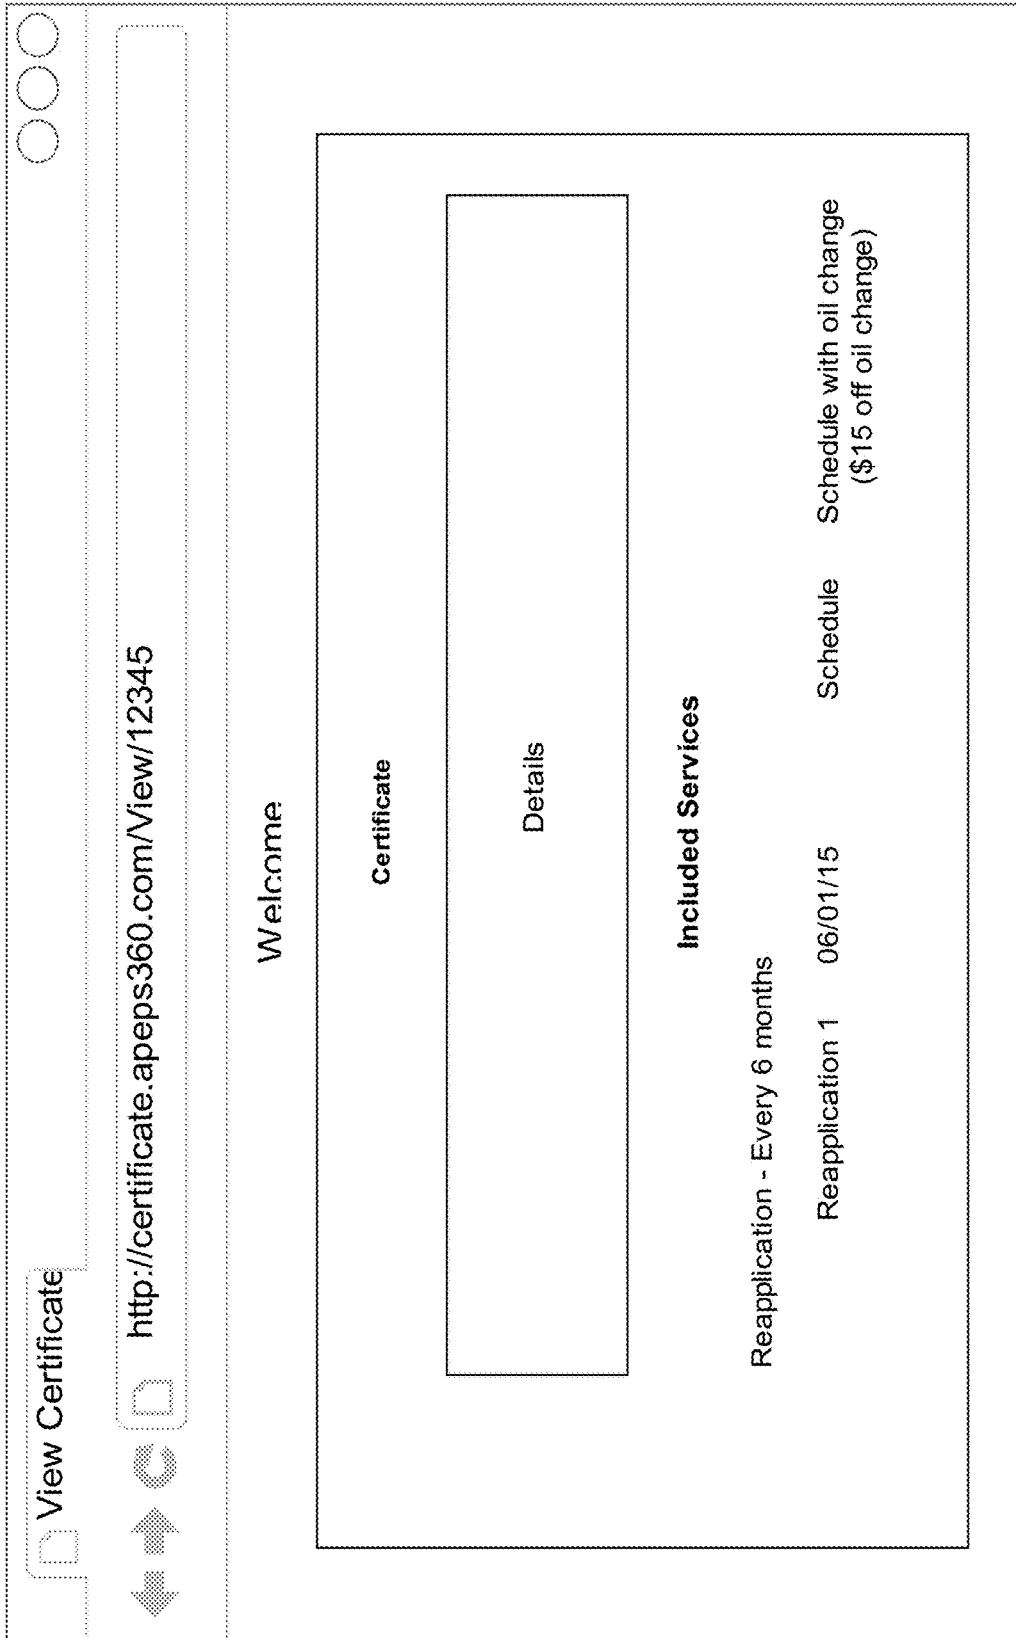 View Certificate
http://certificate.apeps360.com/View/12345
Welcome
Certificate
Details
Included Services
Reapplication - Every 6 months
Reapplication 1 06/01/15 Schedule Schedule with oil change
($15 off oil change)